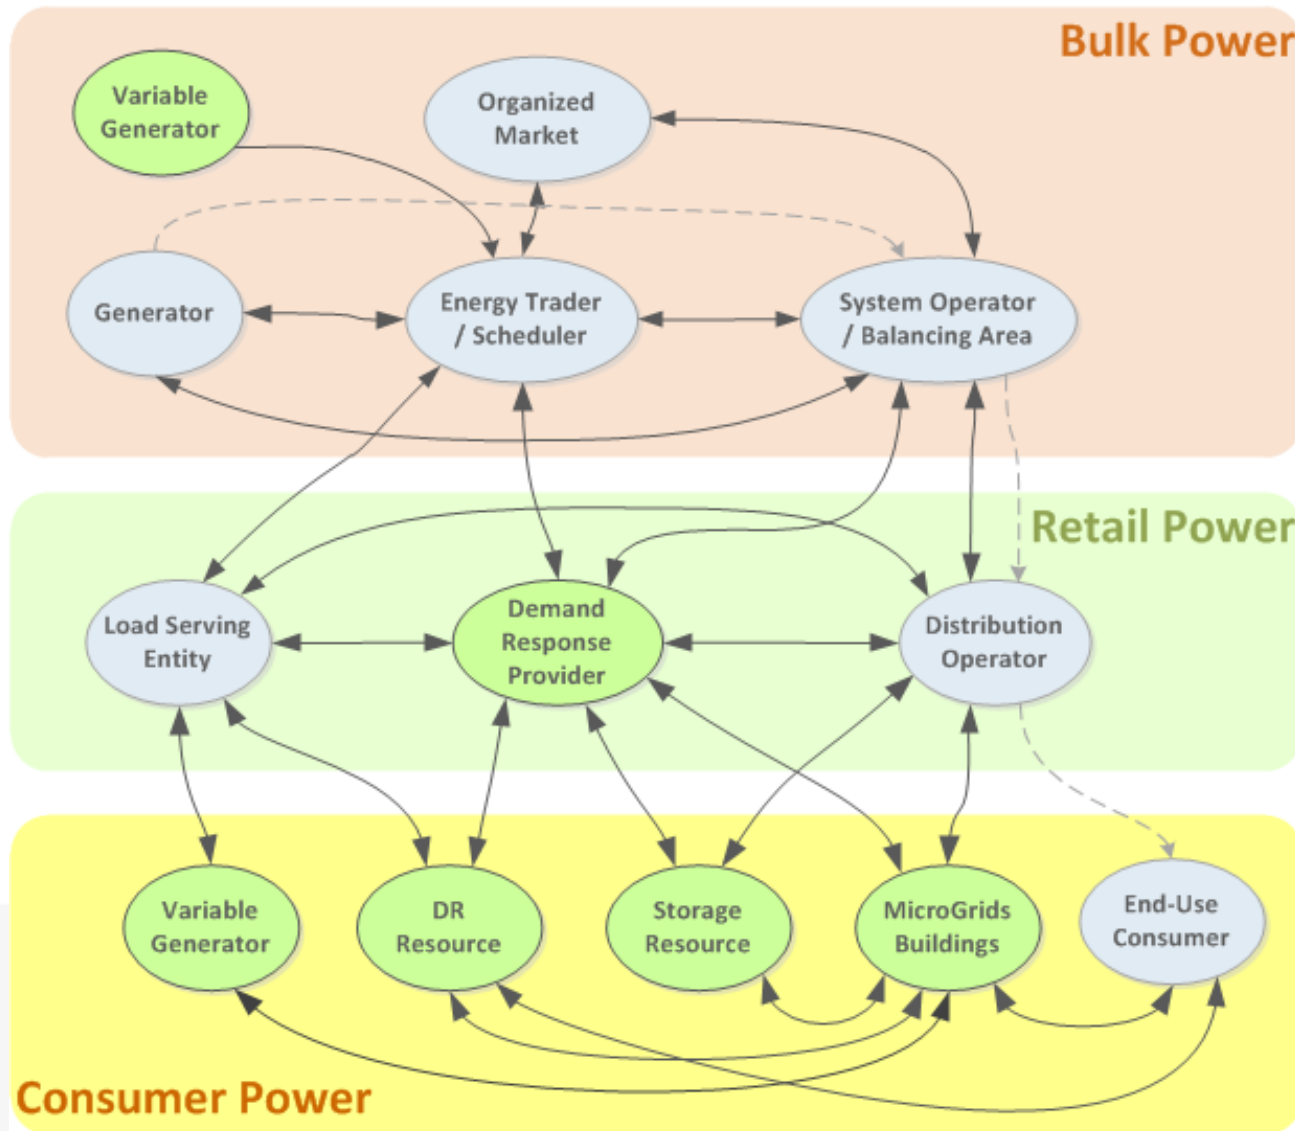 Bulk Power
Variable
Generator
Organized
Market
Generator
Energy Trader
/ Scheduler
System Operator
/ Balancing Area
Retail Power
Load Serving
Entity
Demand
Response
Provider
Distribution
Operator
Variable
Generator
DR
Resource
Storage
Resource
MicroGrids
Buildings
End-Use
Consumer
Consumer Power